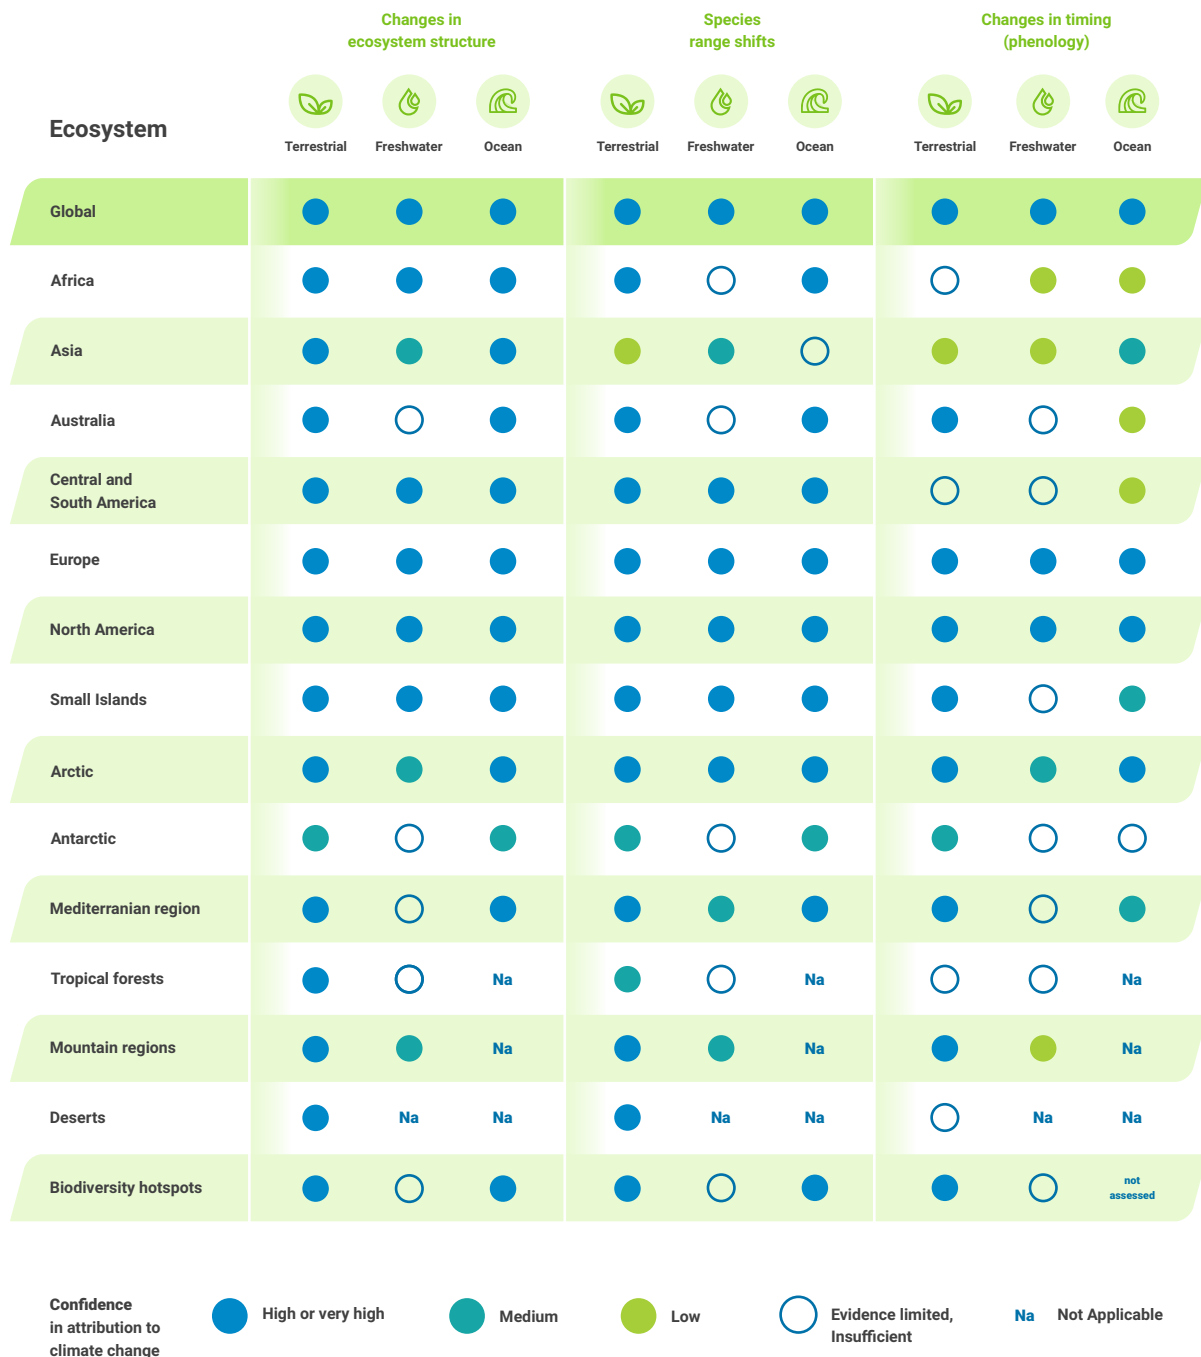 Changes in
ecosystem structure
Species
range shifts
Changes in timing
(phenology)
Ecosystem
Terrestrial Freshwater Ocean Terrestrial Freshwater Ocean Terrestrial Freshwater Ocean
Global
Africa
Asia
Australia
Central and
South America
Europe
North America
Small Islands
Arctic
Antarctic
Mediterranian region
Tropical forests Na Na Na
Mountain regions Na Na Na
Deserts Na Na Na Na Na Na
Biodiversity hotspots not
assessed
Confidence
in attribution to
climate change
High or very high
Medium
Low
Evidence limited,
Insufficient
Na Not Applicable